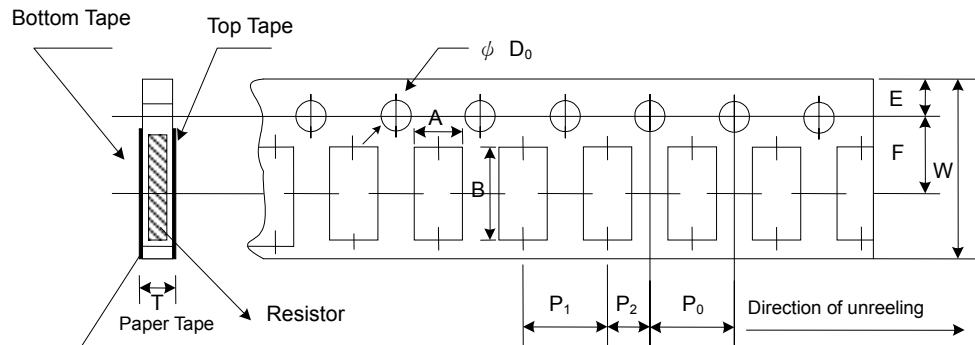 Bottom Tape
Top Tape
ψ D₀
E
A
F
W
B
T
Paper Tape
Resistor
P₁
P₂
P₀
Direction of unreeling